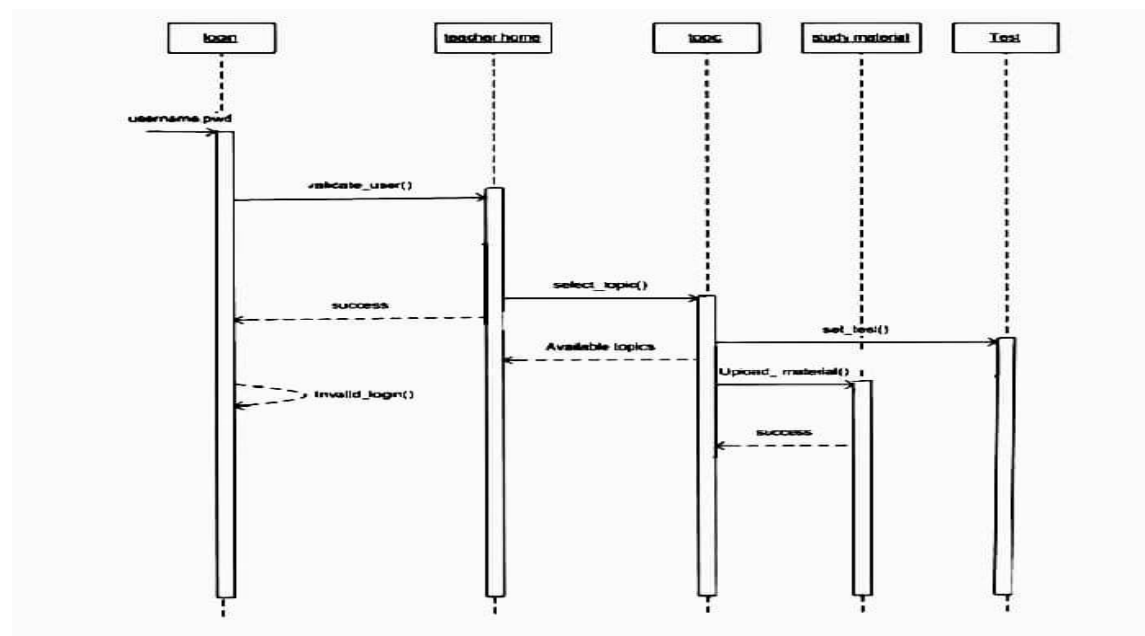 login
teacher home
topic
study material
Test
username pwd
validate_user()
select_topic()
success
set_test()
Available topics
Upload_ material()
Invalid_login()
success